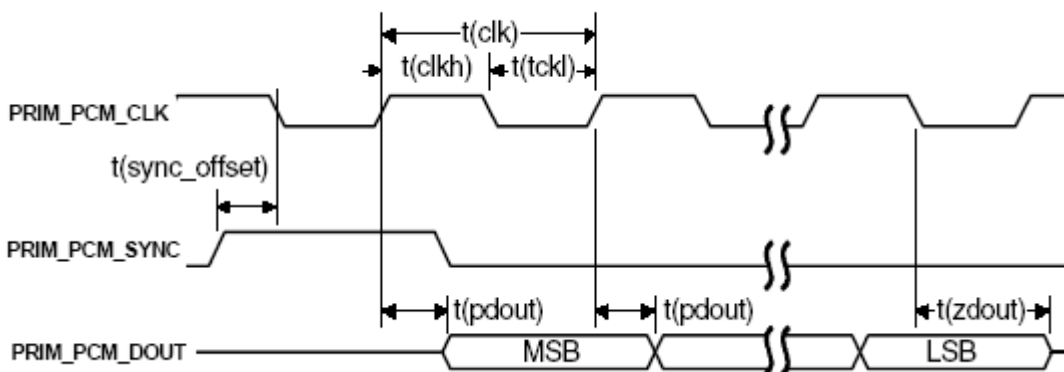 t(clk)
t(clkh)
t(tckl)
PRIM_PCM_CLK
t(sync_offset)
PRIM_PCM_SYNC
t(pdout)
t(pdout)
t(zdout)
PRIM_PCM_DOUT
MSB
LSB